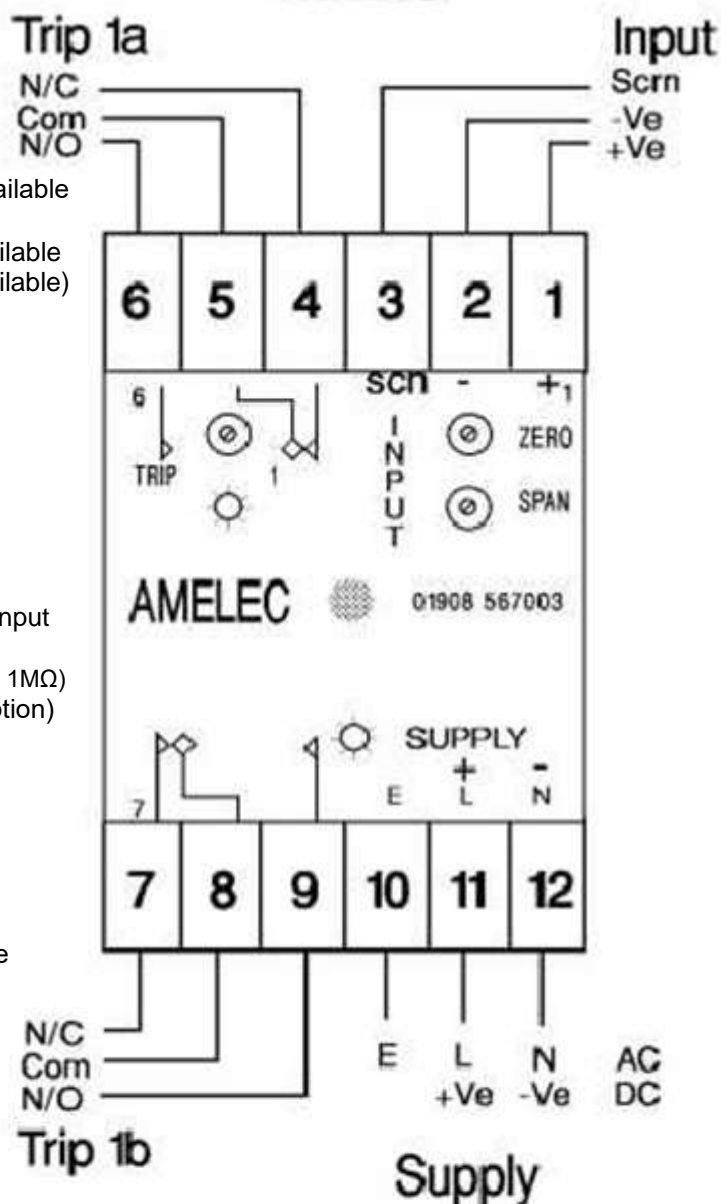 Trip 1a
Input
N/C
Com
N/O
Scrn
-Ve
+Ve
ailable
ilable
ilable)
6 5 4 3 2 1
scn - +1
6
TRIP
1
INPUT
ZERO
SPAN
AMELEC 01908 567003
nput
1MΩ)
tion)
SUPPLY
+ -
E L N
7
7 8 9 10 11 12
e
N/C
Com
N/O
E L N AC
+Ve -Ve DC
Trip 1b
Supply